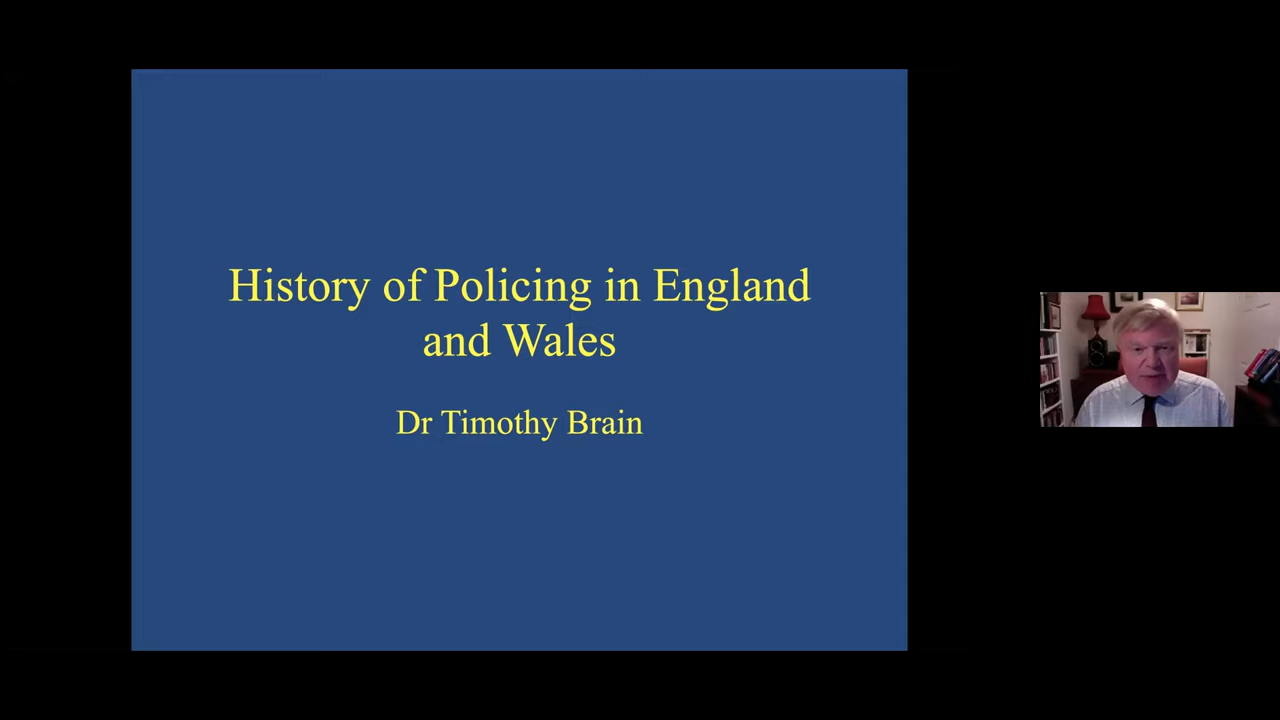 History of Policing in England
and Wales
Dr Timothy Brain